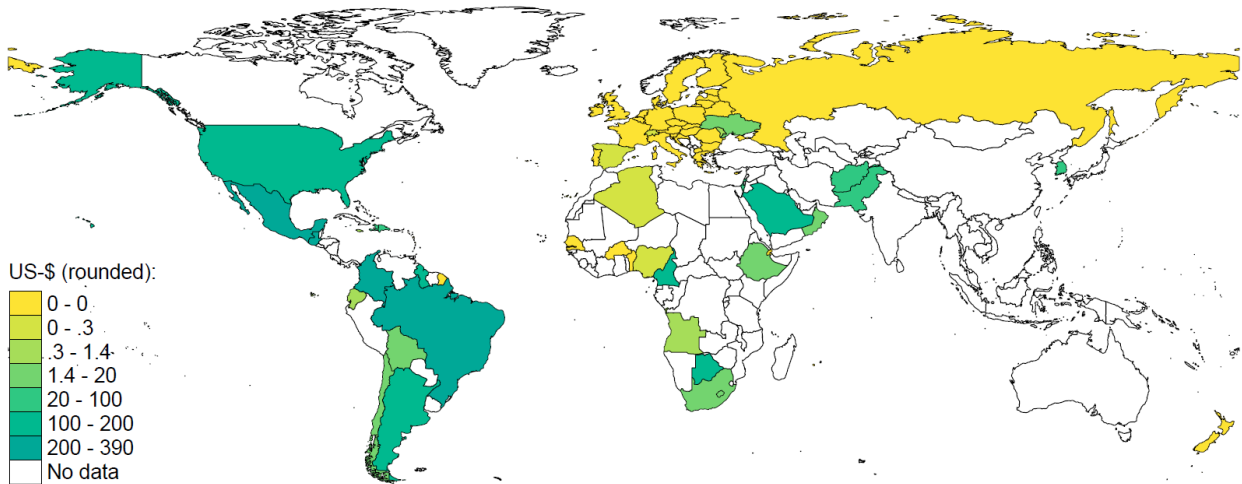 US-$ (rounded):
0 - 0
0 - .3
.3 - 1.4
1.4 - 20
20 - 100
100 - 200
200 - 390
No data